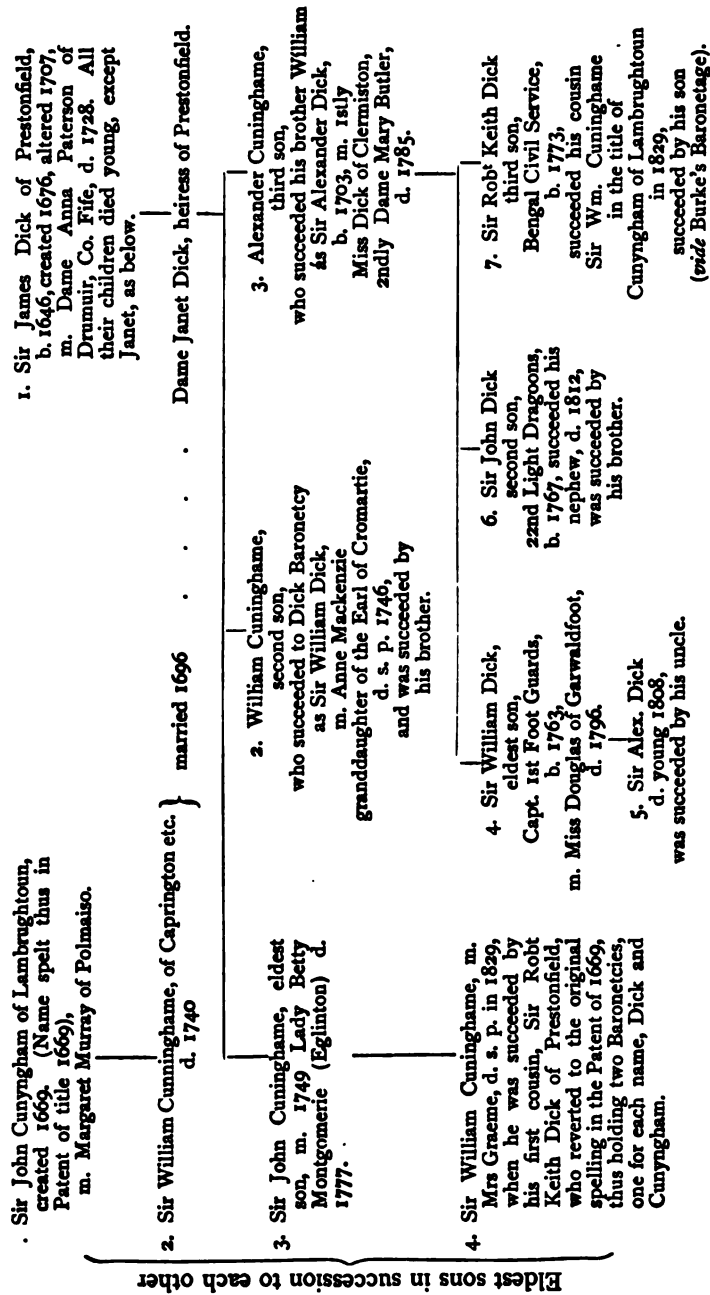 1. Sir James Dick of Prestonfield,
b. 1646, created 1676, altered 1707,
m. Dame Anna Paterson of
Drumuir, Co. Fife, d. 1728. All
their children died young, except
Janet, as below.
Sir John Cunyngham of Lambrughtoun,
created 1669. (Name spelt thus in
Patent of title 1669),
m. Margaret Murray of Polmaiso.
2. Sir William Cunninghame, of Caprington etc. } married 1696 . . . . Dame Janet Dick, heiress of Prestonfield.
d. 1740
3. Sir John Cuninghame, eldest
son, m. 1749 Lady Betty
Montgomerie (Eglinton) d.
1777.
2. William Cuninghame,
second son,
who succeeded to Dick Baronetcy
as Sir William Dick,
m. Anne Mackenzie
granddaughter of the Earl of Cromartie,
d. s. p. 1746,
and was succeeded by
his brother.
3. Alexander Cuninghame,
third son,
who succeeded his brother William
as Sir Alexander Dick,
b. 1703, m. 1stly
Miss Dick of Clermiston,
2ndly Dame Mary Butler,
d. 1785.
4. Sir William Cuninghame, m.
Mrs Graeme, d. s. p. in 1829,
when he was succeeded by
his first cousin, Sir Robt
Keith Dick of Prestonfield,
who reverted to the original
spelling in the Patent of 1669,
thus holding two Baronetcies,
one for each name, Dick and
Cunyngham.
4. Sir William Dick,
eldest son,
Capt. 1st Foot Guards,
b. 1763,
m. Miss Douglas of Garwaldfoot,
d. 1796.
5. Sir Alex. Dick
d. young 1808,
was succeeded by his uncle.
6. Sir John Dick
second son,
22nd Light Dragoons,
b. 1767, succeeded his
nephew, d. 1812,
was succeeded by
his brother.
7. Sir Robt Keith Dick
third son,
Bengal Civil Service,
b. 1773,
succeeded his cousin
Sir Wm. Cuninghame
in the title of
Cunyngham of Lambrughtoun
in 1829,
succeeded by his son
(vide Burke's Baronetage).
Eldest sons in succession to each other